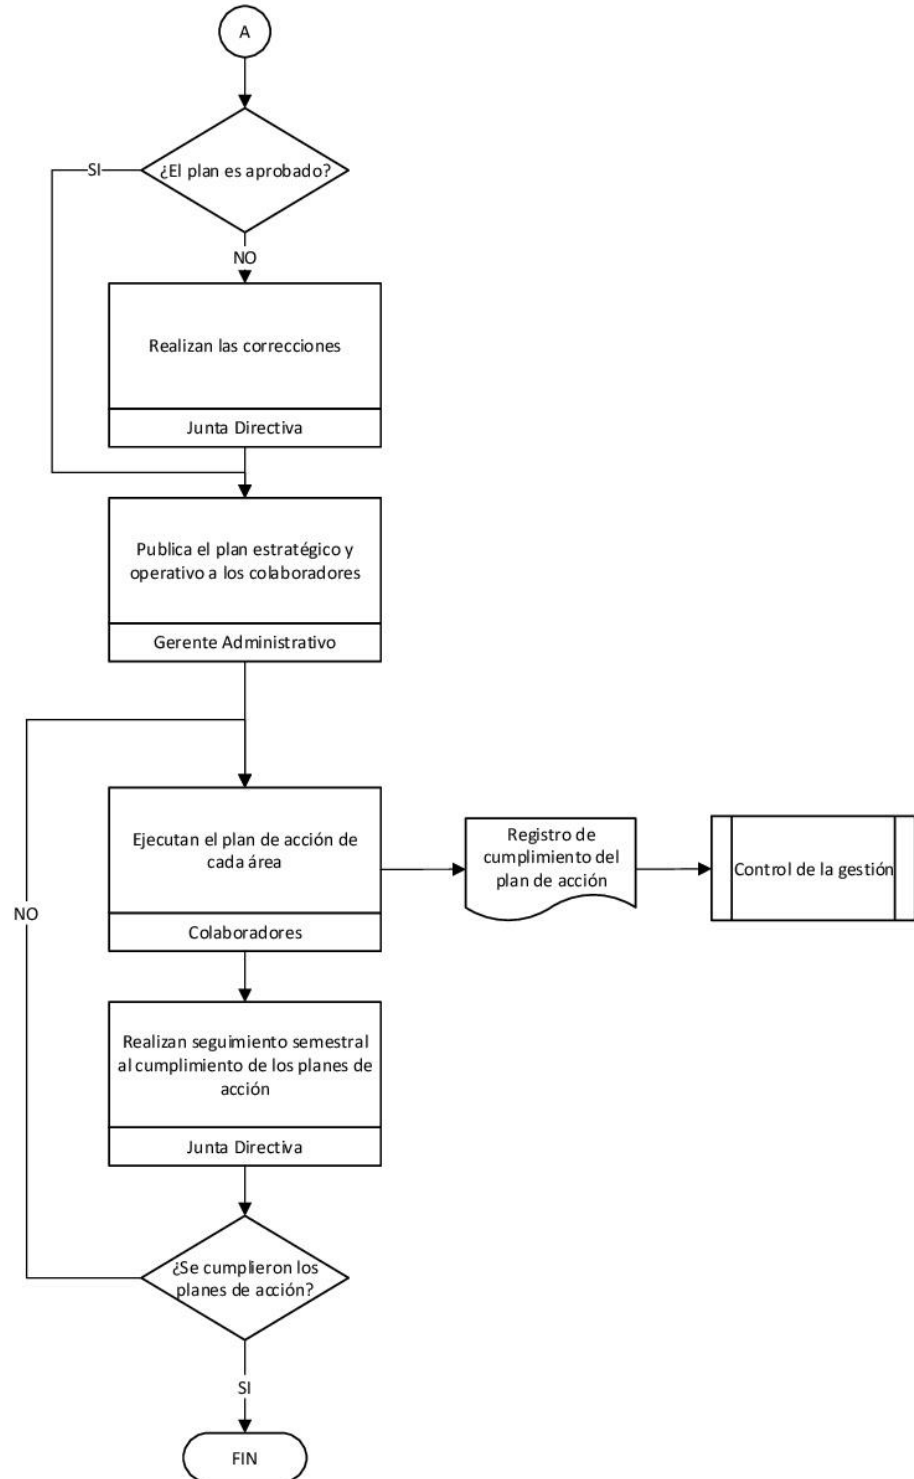 A
¿El plan es aprobado?
SI
NO
Realizan las correcciones
Junta Directiva
Publica el plan estratégico y
operativo a los colaboradores
Gerente Administrativo
Ejecutan el plan de acción de
cada área
Colaboradores
Registro de
cumplimiento del
plan de acción
Control de la gestión
NO
Realizan seguimiento semestral
al cumplimiento de los planes de
acción
Junta Directiva
¿Se cumplieron los
planes de acción?
SI
FIN